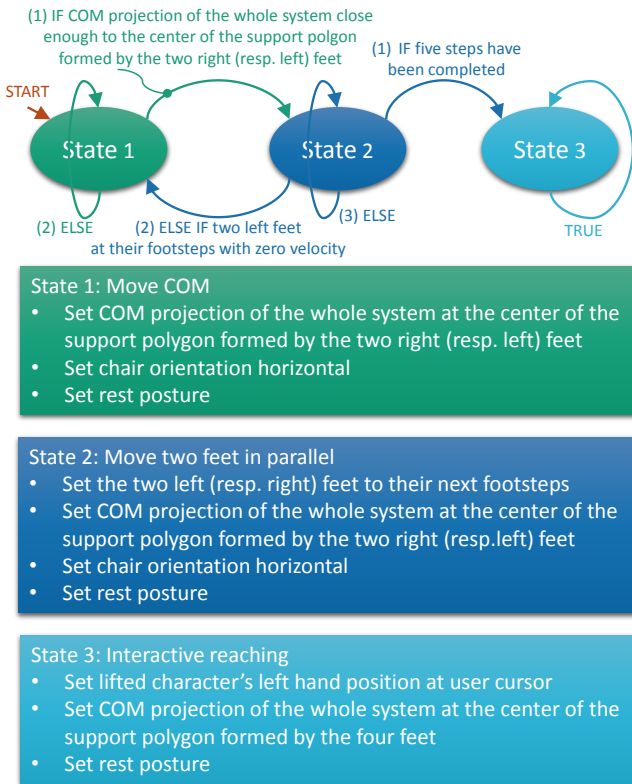 (1) IF COM projection of the whole system close
enough to the center of the support polgon
formed by the two right (resp. left) feet
(1) IF five steps have
been completed
START
State 1
State 2
State 3
(2) ELSE
(2) ELSE IF two left feet
at their footsteps with zero velocity
(3) ELSE
TRUE
State 1: Move COM
• Set COM projection of the whole system at the center of the
support polygon formed by the two right (resp. left) feet
• Set chair orientation horizontal
• Set rest posture
State 2: Move two feet in parallel
• Set the two left (resp. right) feet to their next footsteps
• Set COM projection of the whole system at the center of the
support polygon formed by the two right (resp.left) feet
• Set chair orientation horizontal
• Set rest posture
State 3: Interactive reaching
• Set lifted character's left hand position at user cursor
• Set COM projection of the whole system at the center of the
support polygon formed by the four feet
• Set rest posture